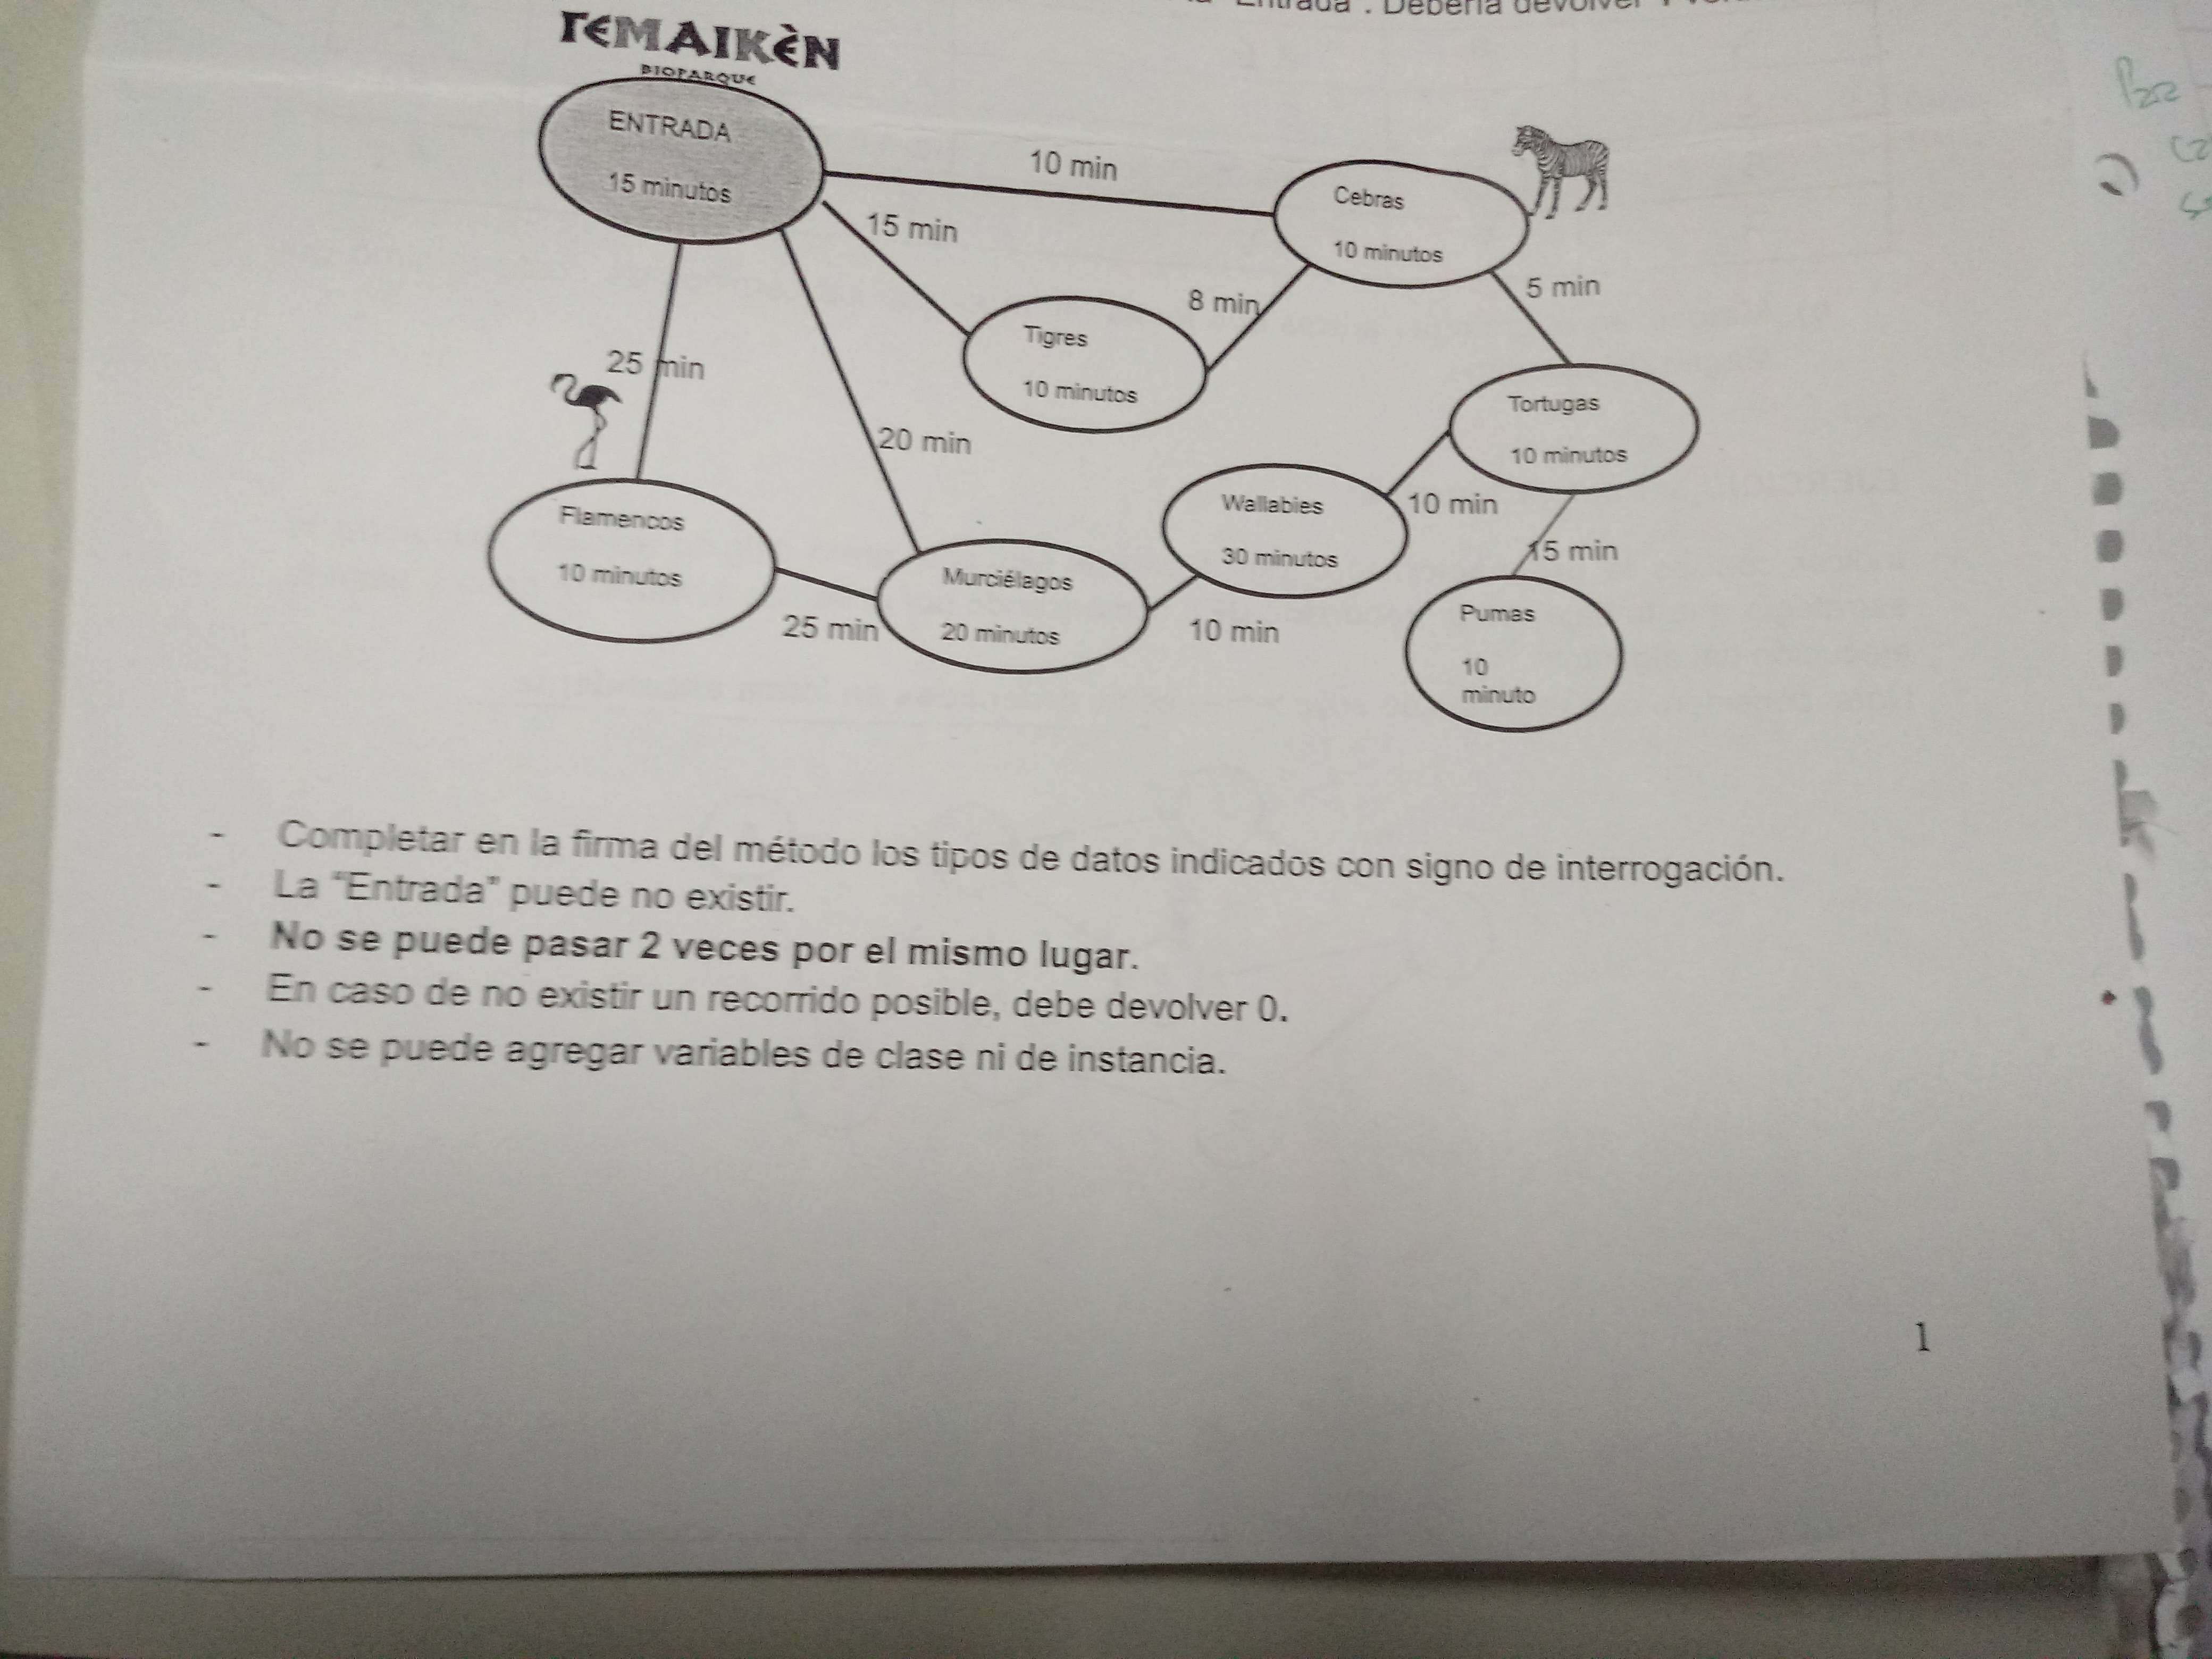 "Entrada". Debería devolver
TEMAIKÈN
BIOPARQUE
ENTRADA
15 minutos
10 min
Cebras
10 minutos
15 min
8 min
5 min
Tigres
10 minutos
25 min
20 min
Tortugas
10 minutos
Flamencos
10 minutos
Wallabies
30 minutos
10 min
15 min
Murciélagos
20 minutos
25 min
10 min
Pumas
10
minuto
- Completar en la firma del método los tipos de datos indicados con signo de interrogación.
- La "Entrada" puede no existir.
- No se puede pasar 2 veces por el mismo lugar.
- En caso de no existir un recorrido posible, debe devolver 0.
- No se puede agregar variables de clase ni de instancia.
1